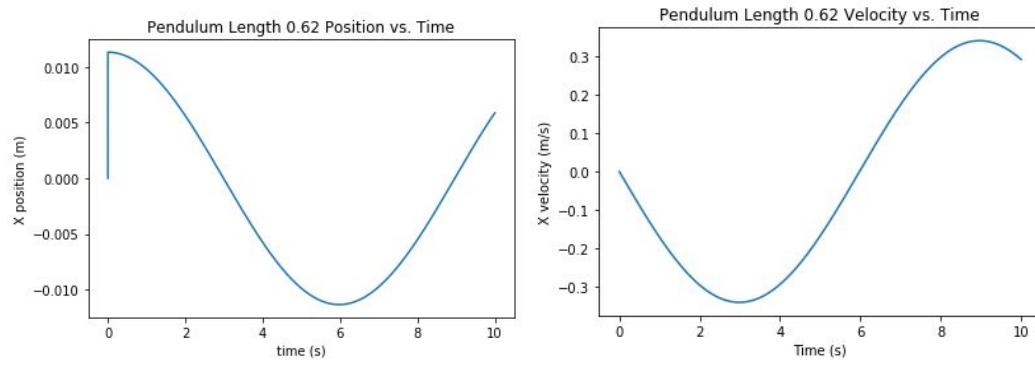 Pendulum Length 0.62 Position vs. Time
0.010
0.005
0.000
−0.005
−0.010
X position (m)
0 2 4 6 8 10
time (s)
Pendulum Length 0.62 Velocity vs. Time
0.3
0.2
0.1
0.0
−0.1
−0.2
−0.3
X velocity (m/s)
0 2 4 6 8 10
Time (s)